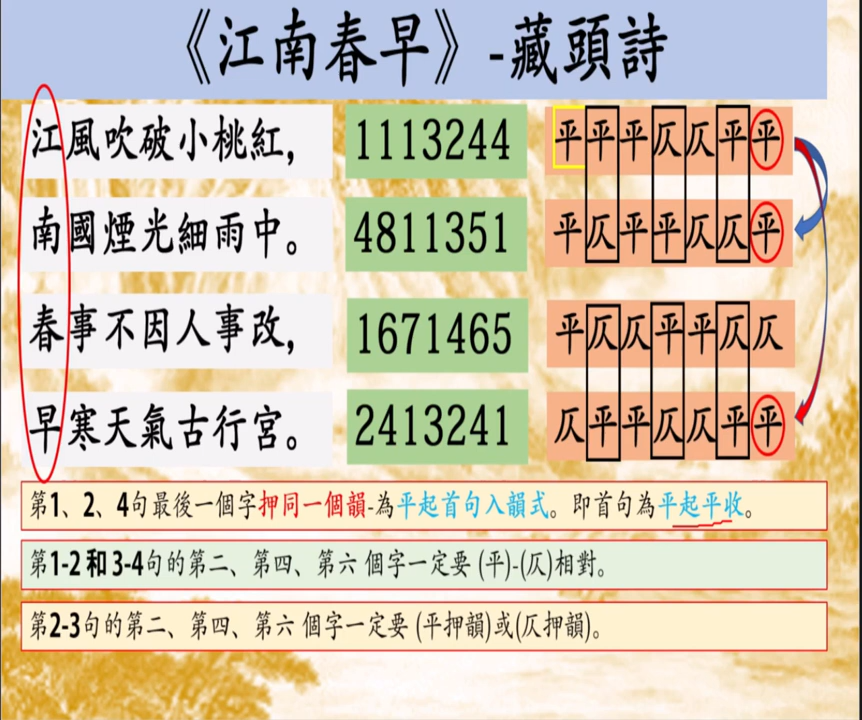 《江南春早》-藏頭詩
江風吹破小桃紅， 1113244 平平平仄仄平平
南國煙光細雨中。 4811351 平仄平平仄仄平
春事不因人事改， 1671465 平仄仄平平仄仄
早寒天氣古行宮。 2413241 仄平平仄仄平平
第1、2、4句最後一個字押同一個韻-為平起首句入韻式。即首句為平起平收。
第1-2 和 3-4句的第二、第四、第六 個字一定要 (平)-(仄)相對。
第2-3句的第二、第四、第六 個字一定要 (平押韻)或(仄押韻)。